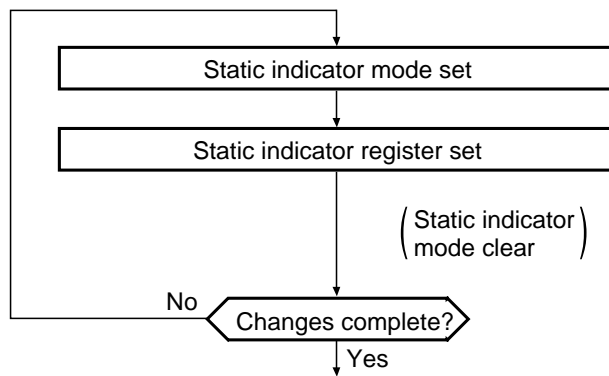 Static indicator mode set
Static indicator register set
(Static indicator
mode clear)
No
Changes complete?
Yes